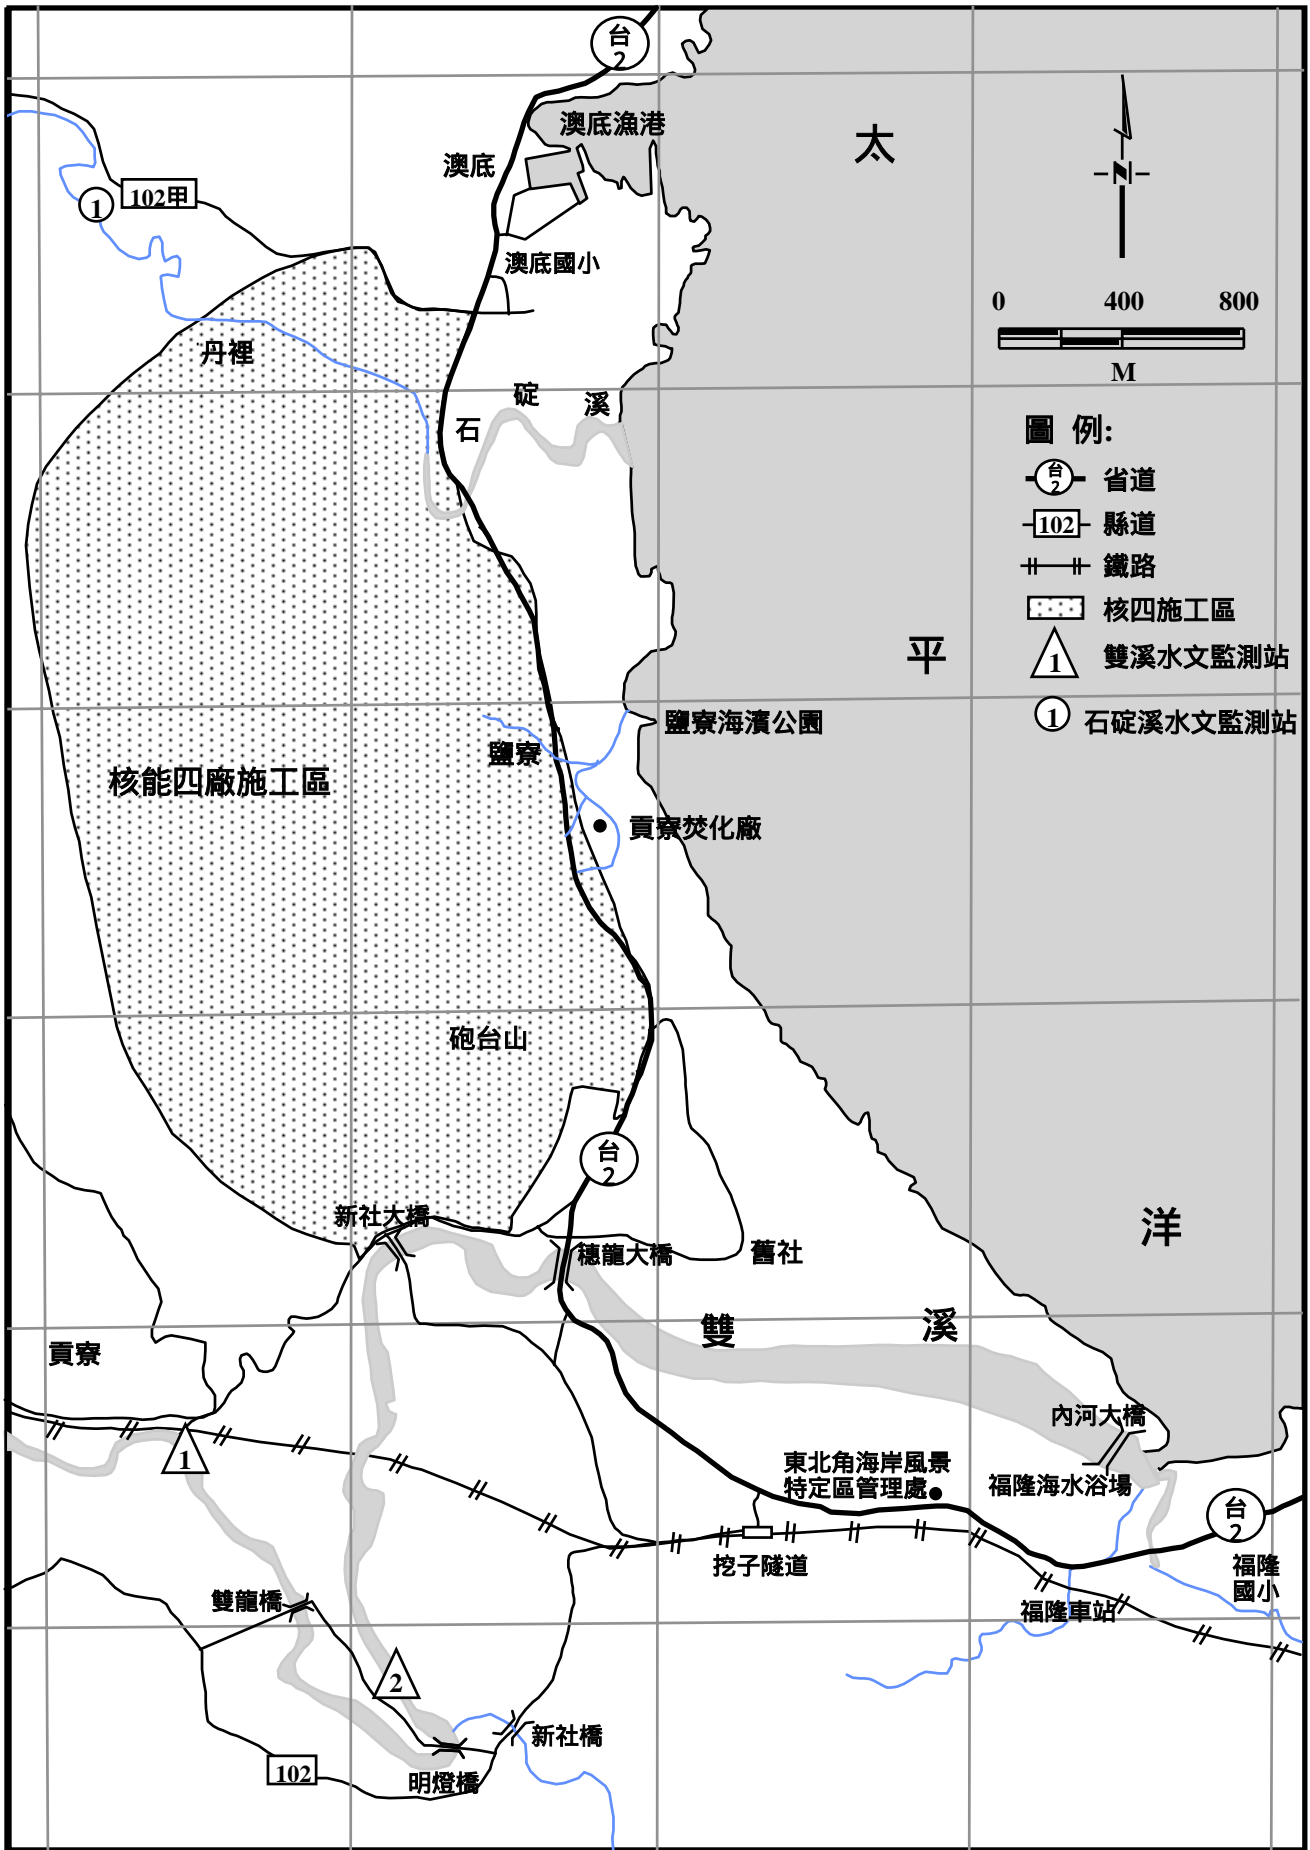 台
2
澳底漁港
太
澳底
N
102甲
1
澳底國小
0 400 800
M
丹裡
石 碇 溪
圖 例:
台
2
省道
102
縣道
鐵路
核四施工區
1
雙溪水文監測站
1
石碇溪水文監測站
平
鹽寮海濱公園
鹽寮
核能四廠施工區
貢寮焚化廠
砲台山
台
2
新社大橋
穗龍大橋
舊社
洋
雙 溪
貢寮
內河大橋
1
東北角海岸風景
特定區管理處
福隆海水浴場
台
2
挖子隧道
福隆
國小
雙龍橋
福隆車站
2
新社橋
102
明燈橋